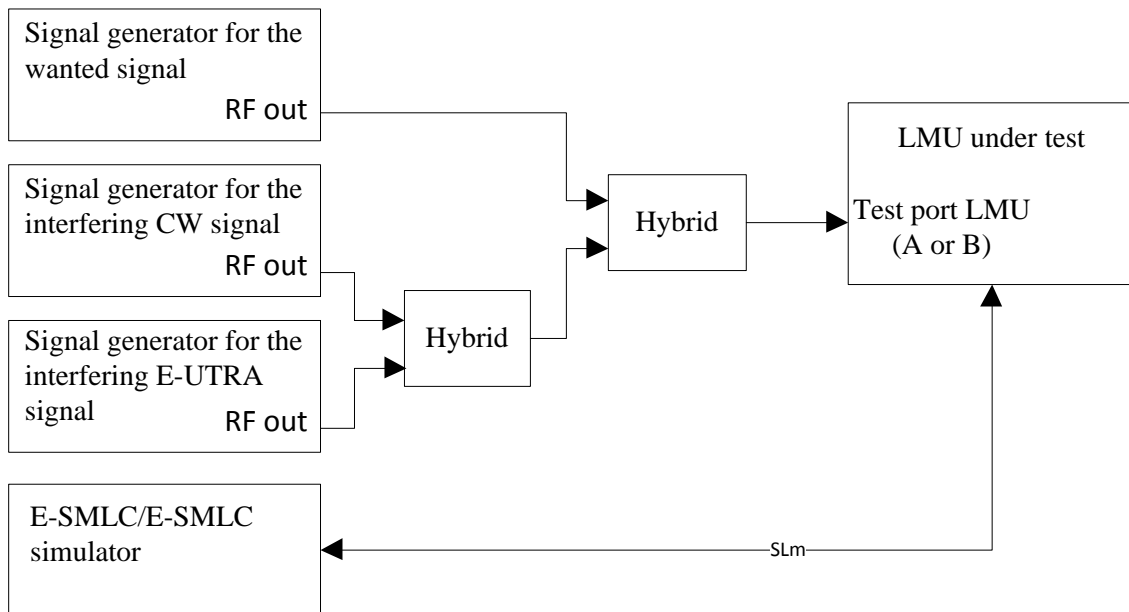 Signal generator for the
wanted signal
RF out
Signal generator for the
interfering CW signal
RF out
Signal generator for the
interfering E-UTRA
signal
RF out
Hybrid
Hybrid
LMU under test
Test port LMU
(A or B)
E-SMLC/E-SMLC
simulator
SLm